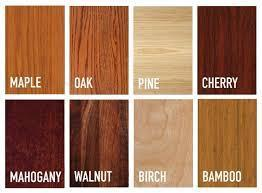 MAPLE
OAK
PINE
CHERRY
MAHOGANY
WALNUT
BIRCH
BAMBOO